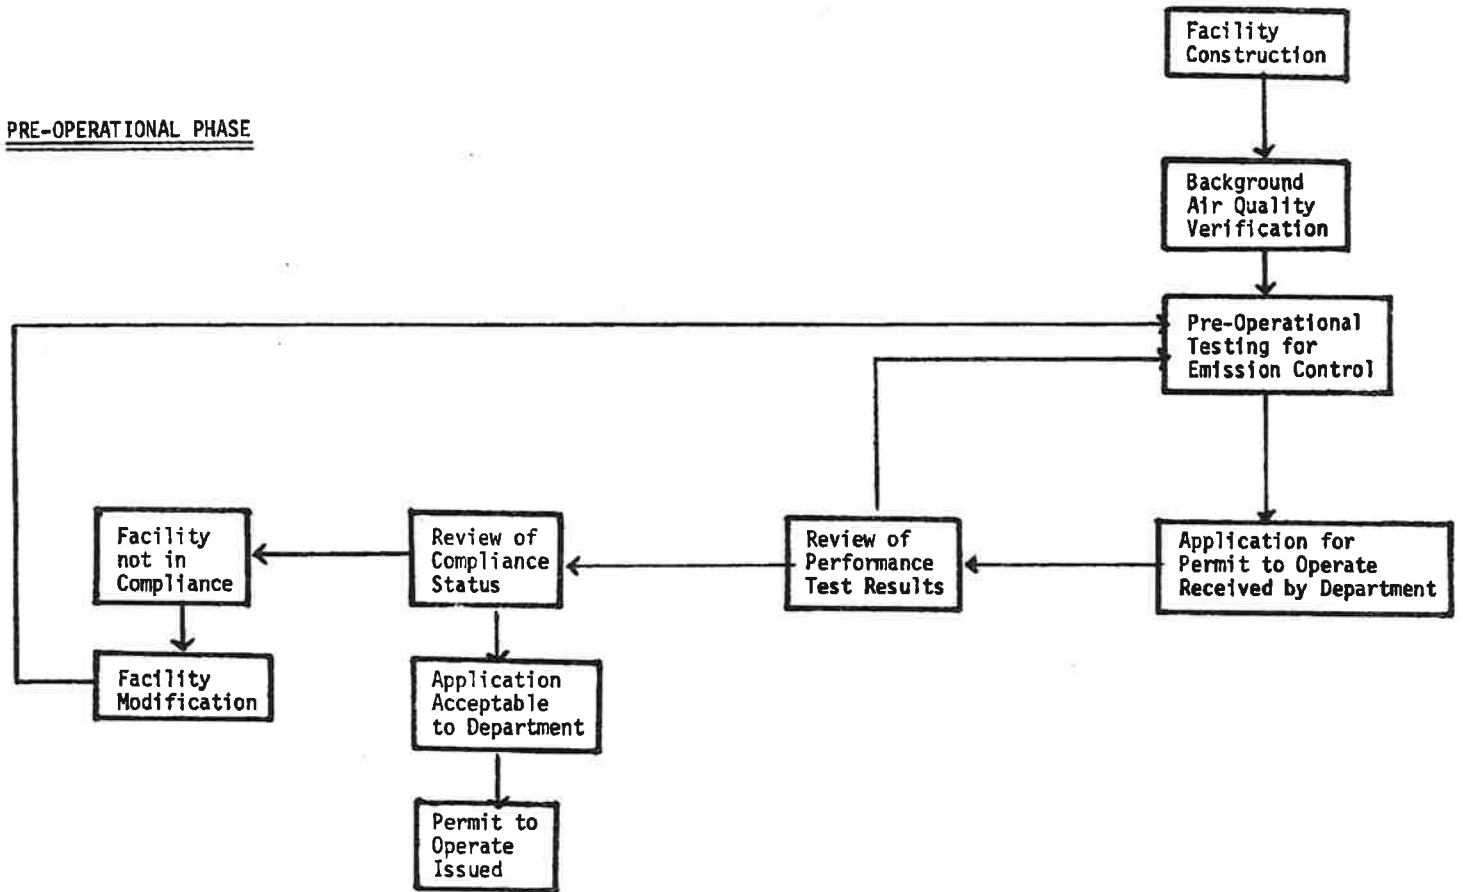 Facility
Construction
PRE-OPERATIONAL PHASE
Background
Air Quality
Verification
Pre-Operational
Testing for
Emission Control
Application for
Permit to Operate
Received by Department
Review of
Performance
Test Results
Review of
Compliance
Status
Facility
not in
Compliance
Facility
Modification
Application
Acceptable
to Department
Permit to
Operate
Issued